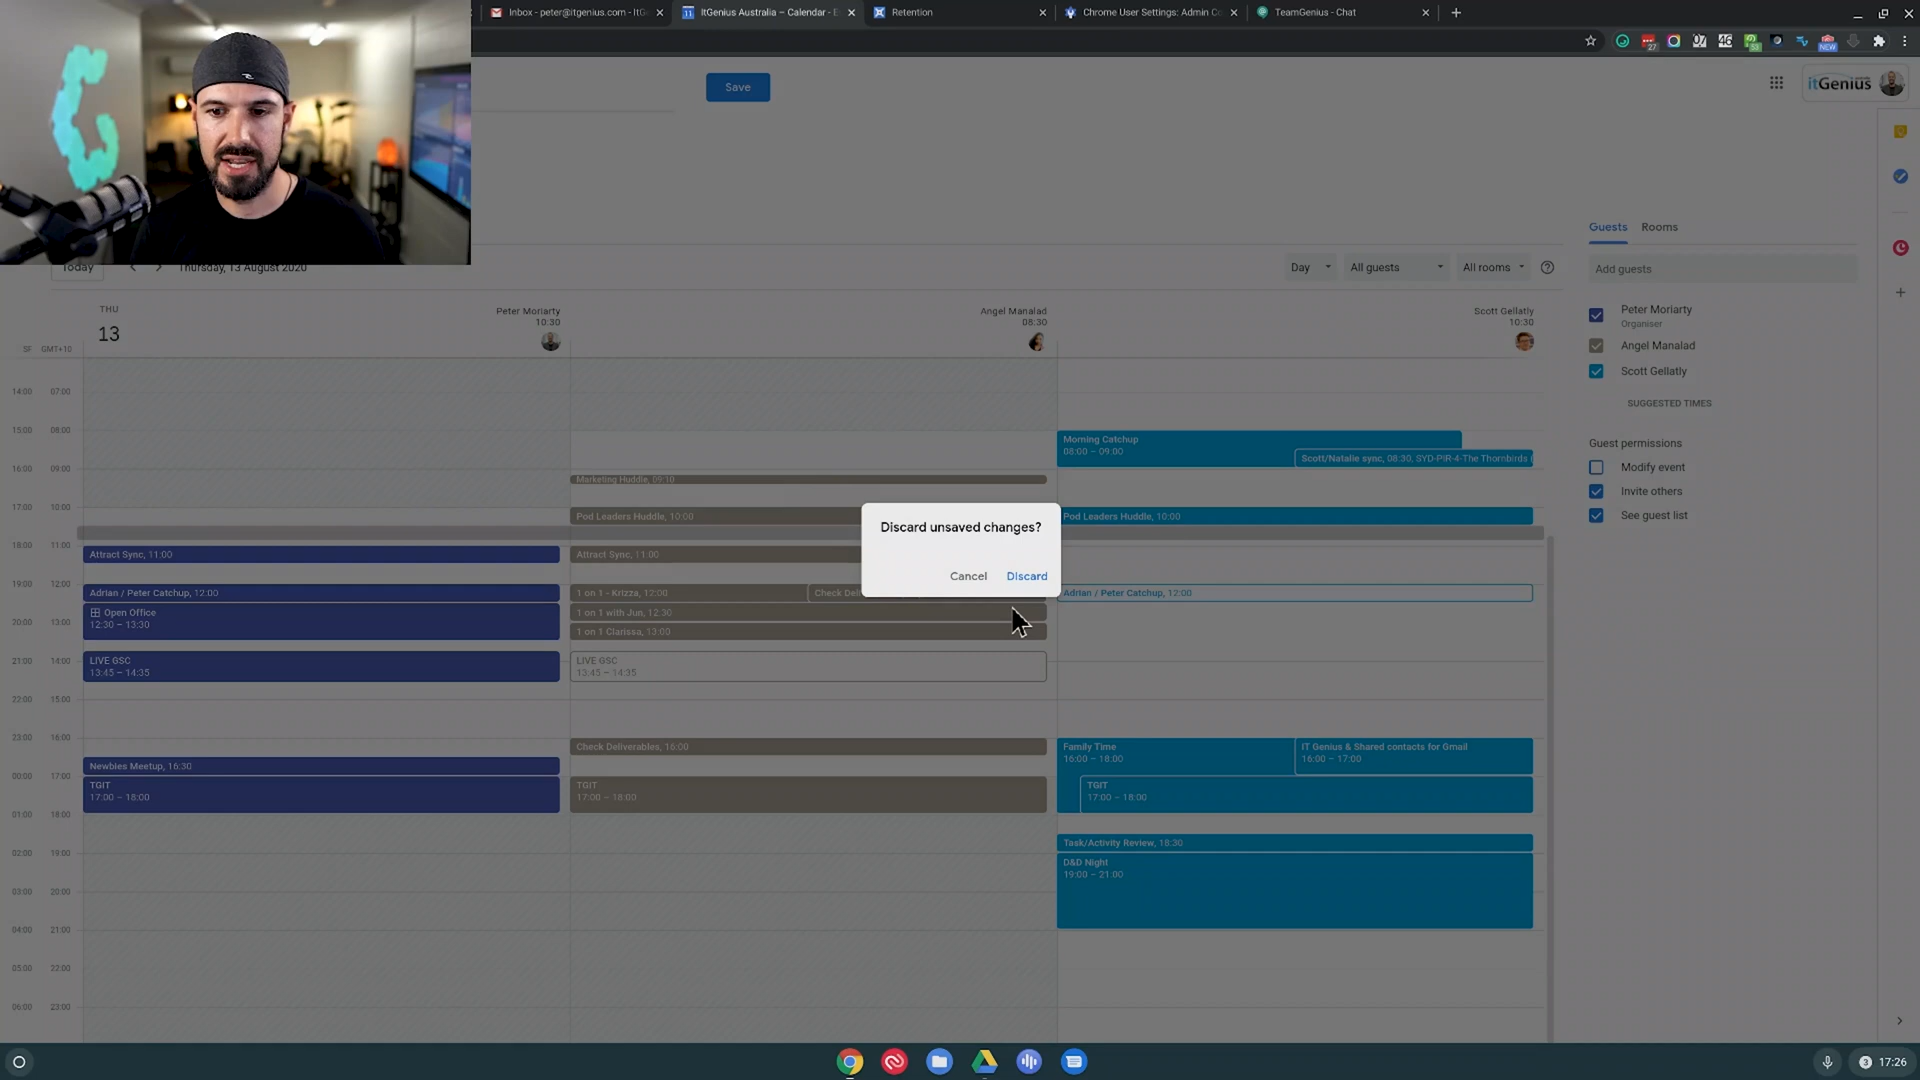 Inbox - peter@itgenius.com - ItG
ItGenius Australia – Calendar - E
Retention
Chrome User Settings: Admin Co
TeamGenius - Chat
27
46
53
NEW
Save
itGenius
Guests
Rooms
Today
Thursday, 13 August 2020
Day
All guests
All rooms
Add guests
THU
13
Peter Moriarty
10:30
Angel Manalad
08:30
Scott Gellatly
10:30
Peter Moriarty
Organiser
Angel Manalad
Scott Gellatly
SUGGESTED TIMES
Guest permissions
Modify event
Invite others
See guest list
SF
GMT+10
14:00 07:00
15:00 08:00
16:00 09:00
17:00 10:00
18:00 11:00
19:00 12:00
20:00 13:00
21:00 14:00
22:00 15:00
23:00 16:00
00:00 17:00
01:00 18:00
02:00 19:00
03:00 20:00
04:00 21:00
05:00 22:00
06:00 23:00
Attract Sync, 11:00
Adrian / Peter Catchup, 12:00
Open Office
12:30 – 13:30
LIVE GSC
13:45 – 14:35
Newbies Meetup, 16:30
TGIT
17:00 – 18:00
Marketing Huddle, 09:10
Pod Leaders Huddle, 10:00
Attract Sync, 11:00
1 on 1 - Krizza, 12:00
Check Del
1 on 1 with Jun, 12:30
1 on 1 Clarissa, 13:00
LIVE GSC
13:45 – 14:35
Check Deliverables, 16:00
TGIT
17:00 – 18:00
Morning Catchup
08:00 – 09:00
Scott/Natalie sync, 08:30, SYD-PIR-4-The Thornbirds (
Pod Leaders Huddle, 10:00
Adrian / Peter Catchup, 12:00
Family Time
16:00 – 18:00
IT Genius & Shared contacts for Gmail
16:00 – 17:00
TGIT
17:00 – 18:00
Task/Activity Review, 18:30
D&D Night
19:00 – 21:00
Discard unsaved changes?
Cancel
Discard
3
17:26